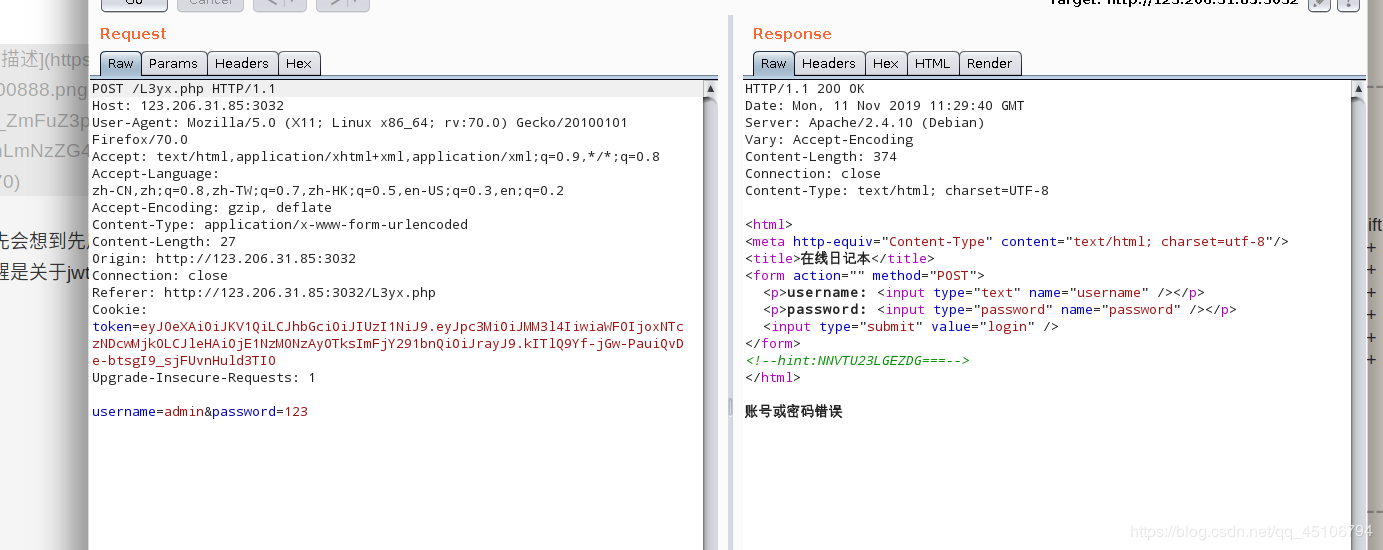 Go
Cancel
<
>
Target: http://123.206.31.85:3032
Request
Raw Params Headers Hex
POST /L3yx.php HTTP/1.1
Host: 123.206.31.85:3032
User-Agent: Mozilla/5.0 (X11; Linux x86_64; rv:70.0) Gecko/20100101
Firefox/70.0
Accept: text/html,application/xhtml+xml,application/xml;q=0.9,*/*;q=0.8
Accept-Language:
zh-CN,zh;q=0.8,zh-TW;q=0.7,zh-HK;q=0.5,en-US;q=0.3,en;q=0.2
Accept-Encoding: gzip, deflate
Content-Type: application/x-www-form-urlencoded
Content-Length: 27
Origin: http://123.206.31.85:3032
Connection: close
Referer: http://123.206.31.85:3032/L3yx.php
Cookie:
token=eyJ0eXAiOiJKV1QiLCJhbGciOiJIUzI1NiJ9.eyJpc3MiOiJMM3l4IiwiaWF0IjoxNTc
zNDcwMjk0LCJleHAiOjE1NzM0NzAyOTksImFjY291bnQiOiJrayJ9.kITlQ9Yf-jGw-PauiQvD
e-btsgI9_sjFUvnHuld3TI0
Upgrade-Insecure-Requests: 1
username=admin&password=123
Response
Raw Headers Hex HTML Render
HTTP/1.1 200 OK
Date: Mon, 11 Nov 2019 11:29:40 GMT
Server: Apache/2.4.10 (Debian)
Vary: Accept-Encoding
Content-Length: 374
Connection: close
Content-Type: text/html; charset=UTF-8
<html>
<meta http-equiv="Content-Type" content="text/html; charset=utf-8"/>
<title>在线日记本</title>
<form action="" method="POST">
<p>username: <input type="text" name="username" /></p>
<p>password: <input type="password" name="password" /></p>
<input type="submit" value="login" />
</form>
<!--hint:NNVTU23LGEZDG===-->
</html>
账号或密码错误
描述](https
00888.png
_ZmFuZ3p
nLmNzZG4
70)
先会想到先
醒是关于jwt
ift
+
+
+
+
+
+
https://blog.csdn.net/qq_45106794